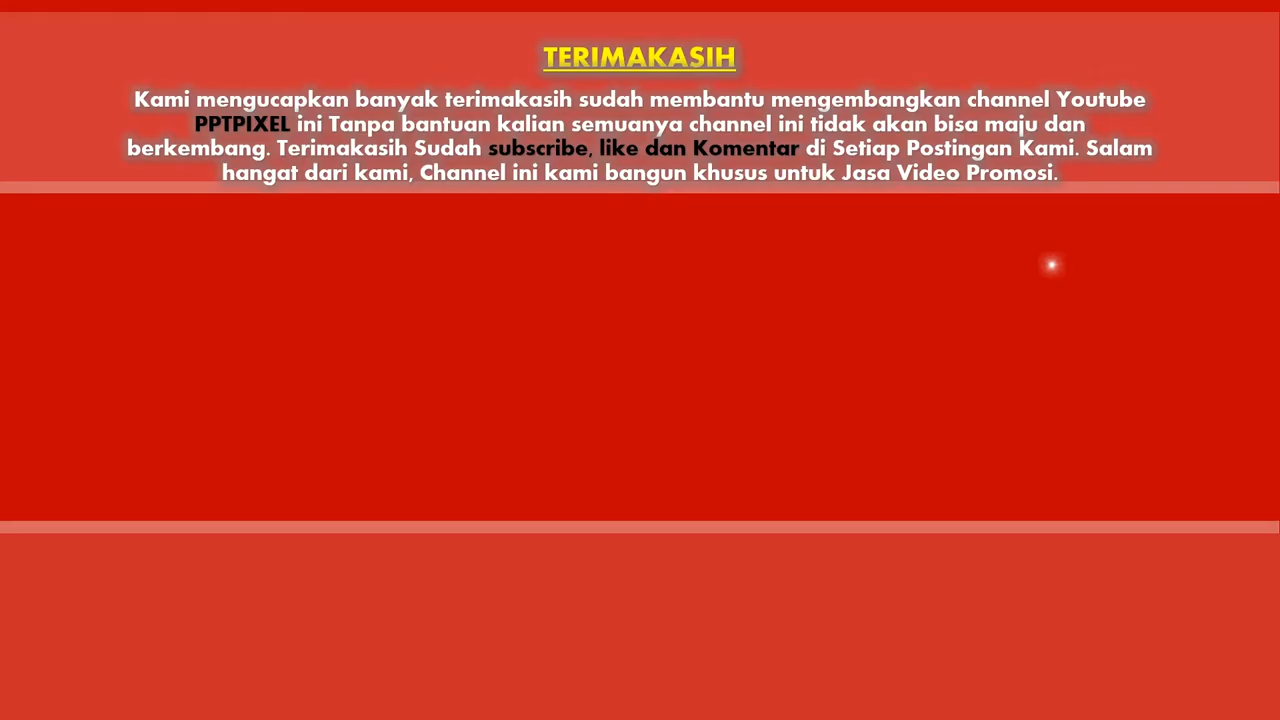 TERIMAKASIH
Kami mengucapkan banyak terimakasih sudah membantu mengembangkan channel Youtube
PPTPIXEL ini Tanpa bantuan kalian semuanya channel ini tidak akan bisa maju dan
berkembang. Terimakasih Sudah subscribe, like dan Komentar di Setiap Postingan Kami. Salam
hangat dari kami, Channel ini kami bangun khusus untuk Jasa Video Promosi.